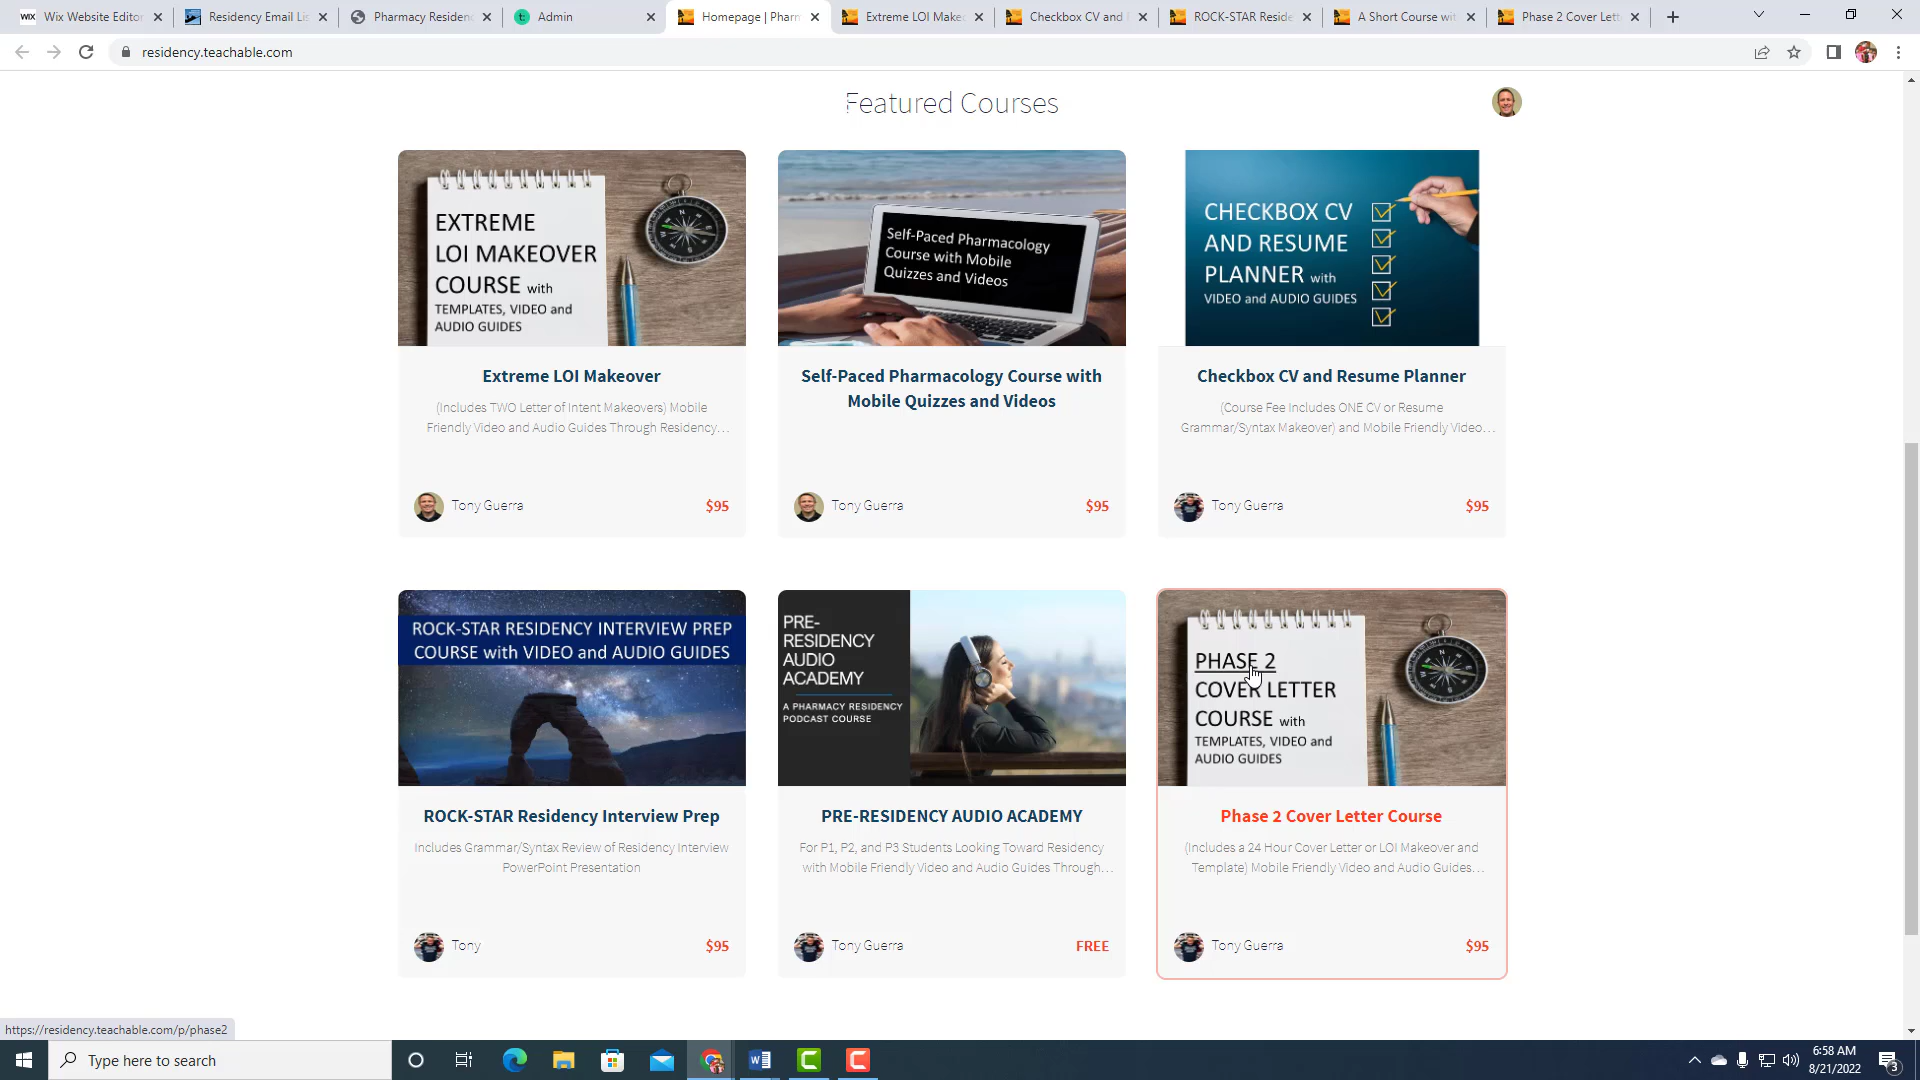 WIX Wix Website Editor
Residency Email Lis
Pharmacy Residenc
Admin
Homepage | Pharm
Extreme LOI Make
Checkbox CV and
ROCK-STAR Reside
A Short Course wit
Phase 2 Cover Lett
residency.teachable.com
Featured Courses
EXTREME
LOI MAKEOVER
COURSE with
TEMPLATES, VIDEO and
AUDIO GUIDES
Self-Paced Pharmacology
Course with Mobile
Quizzes and Videos
CHECKBOX CV
AND RESUME
PLANNER with
VIDEO and AUDIO GUIDES
Extreme LOI Makeover
(Includes TWO Letter of Intent Makeovers) Mobile
Friendly Video and Audio Guides Through Residency…
Tony Guerra
$95
Self-Paced Pharmacology Course with
Mobile Quizzes and Videos
Tony Guerra
$95
Checkbox CV and Resume Planner
(Course Fee Includes ONE CV or Resume
Grammar/Syntax Makeover) and Mobile Friendly Video…
Tony Guerra
$95
ROCK-STAR RESIDENCY INTERVIEW PREP
COURSE with VIDEO and AUDIO GUIDES
PRE-
RESIDENCY
AUDIO
ACADEMY
A PHARMACY RESIDENCY
PODCAST COURSE
PHASE 2
COVER LETTER
COURSE with
TEMPLATES, VIDEO and
AUDIO GUIDES
ROCK-STAR Residency Interview Prep
Includes Grammar/Syntax Review of Residency Interview
PowerPoint Presentation
Tony
$95
PRE-RESIDENCY AUDIO ACADEMY
For P1, P2, and P3 Students Looking Toward Residency
with Mobile Friendly Video and Audio Guides Through…
Tony Guerra
FREE
Phase 2 Cover Letter Course
(Includes a 24 Hour Cover Letter or LOI Makeover and
Template) Mobile Friendly Video and Audio Guides…
Tony Guerra
$95
https://residency.teachable.com/p/phase2
Type here to search
6:58 AM
8/21/2022
3